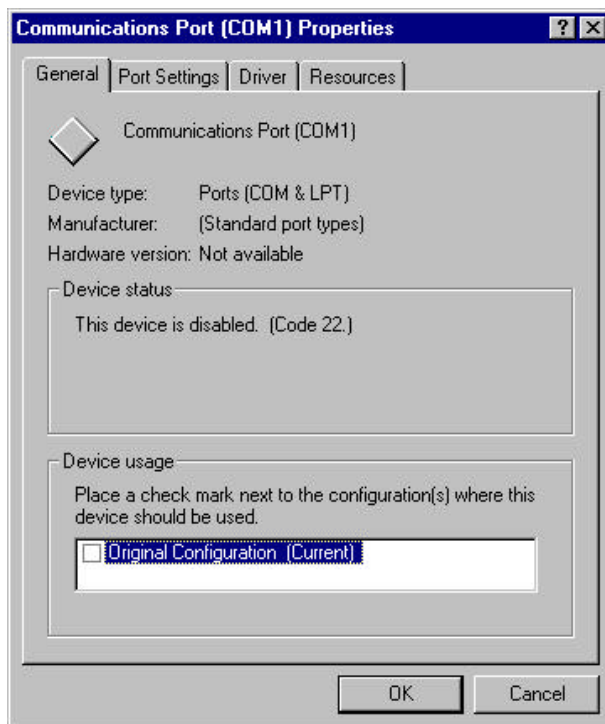 Communications Port (COM1) Properties
General Port Settings Driver Resources
Communications Port (COM1)
Device type: Ports (COM & LPT)
Manufacturer: (Standard port types)
Hardware version: Not available
Device status
This device is disabled. (Code 22.)
Device usage
Place a check mark next to the configuration(s) where this
device should be used.
Original Configuration (Current)
OK Cancel